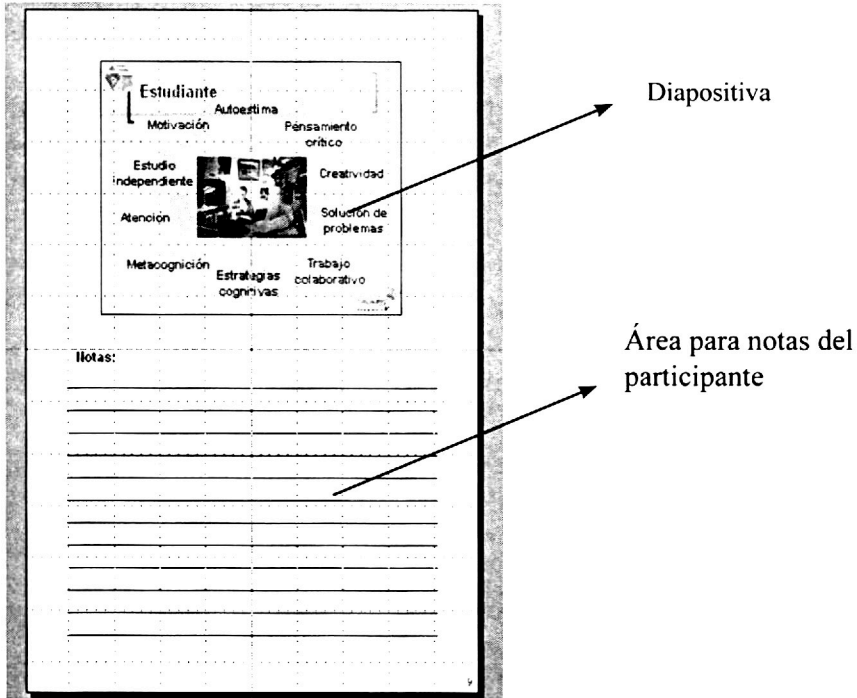 Estudiante
Autoestima
Motivación
Pensamiento
crítico
Estudio
independiente
Creatividad
Atención
Solución de
problemas
Metacognición
Estrategias
cognitivas
Trabajo
colaborativo
Notas:
9
Diapositiva
Área para notas del
participante